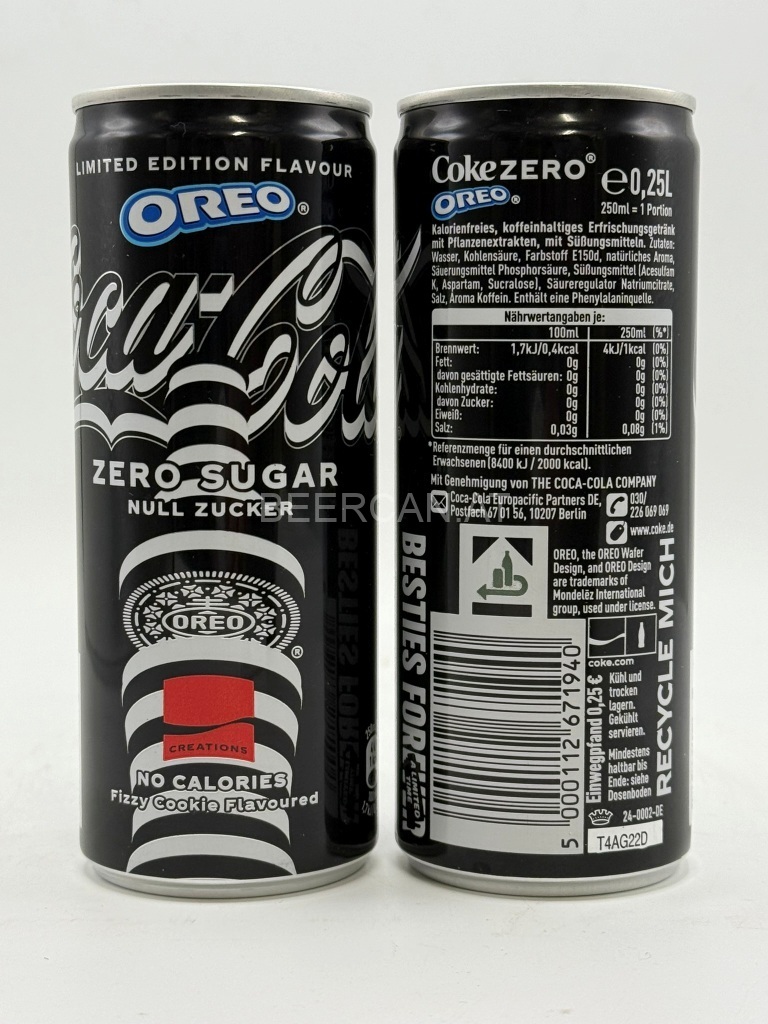 LIMITED EDITION FLAVOUR
OREO®
Coca-Cola
ZERO SUGAR
NULL ZUCKER
OREO
®
CREATIONS
NO CALORIES
Fizzy Cookie Flavoured
BEERCAN.AT
CokeZERO®
OREO®
℮0,25L
250ml = 1 Portion
Kalorienfreies, koffeinhaltiges Erfrischungsgetränk
mit Pflanzenextrakten, mit Süßungsmitteln. Zutaten:
Wasser, Kohlensäure, Farbstoff E150d, natürliches Aroma,
Säuerungsmittel Phosphorsäure, Süßungsmittel (Acesulfam
K, Aspartam, Sucralose), Säureregulator Natriumcitrate,
Salz, Aroma Koffein. Enthält eine Phenylalaninquelle.
Nährwertangaben je:
100ml 250ml (%*)
Brennwert: 1,7kJ/0,4kcal 4kJ/1kcal (0%)
Fett: 0g 0g (0%)
davon gesättigte Fettsäuren: 0g 0g (0%)
Kohlenhydrate: 0g 0g (0%)
davon Zucker: 0g 0g (0%)
Eiweiß: 0g 0g (0%)
Salz: 0,03g 0,08g (1%)
*Referenzmenge für einen durchschnittlichen
Erwachsenen (8400 kJ / 2000 kcal).
Mit Genehmigung von THE COCA-COLA COMPANY
Coca-Cola Europacific Partners DE,
Postfach 67 01 56, 10207 Berlin
030/
226 069 069
www.coke.de
OREO, the OREO Wafer
Design, and OREO Design
are trademarks of
Mondelēz International
group, used under license.
coke.com
BESTIES
LIMITED
TIME
5 000112 671940
Einwegpfand 0,25 €
Kühl und
trocken
lagern.
Gekühlt
servieren.
Mindestens
haltbar bis
Ende: siehe
Dosenboden
RECYCLE MICH
24-0002-DE
T4AG22D